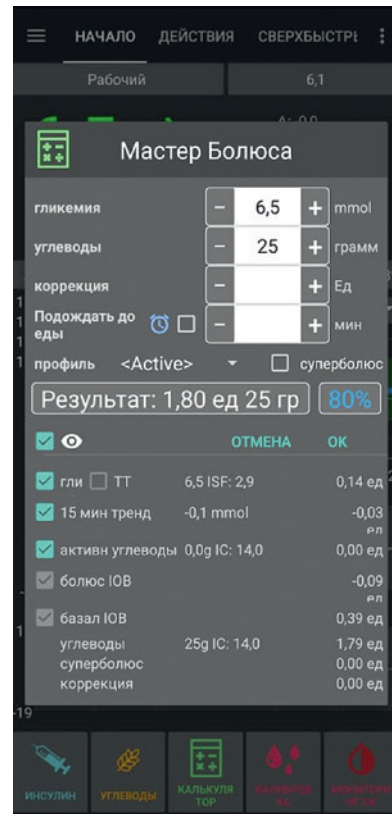 НАЧАЛО ДЕЙСТВИЯ СВЕРХБЫСТРЬ
Рабочий 6,1
Мастер Болюса
гликемия − 6,5 + mmol
углеводы − 25 + грамм
коррекция − + Ед
Подождать до
еды − + мин
профиль <Active> суперболюс
Результат: 1,80 ед 25 гр 80%
ОТМЕНА OK
гли TT 6,5 ISF: 2,9 0,14 ед
15 мин тренд -0,1 mmol -0,03
ед
активн углеводы 0,0g IC: 14,0 0,00 ед
болюс IOB -0,09
ед
базал IOB 0,39 ед
углеводы 25g IC: 14,0 1,79 ед
суперболюс 0,00 ед
коррекция 0,00 ед
-19
ИНСУЛИН УГЛЕВОДЫ КАЛЬКУЛЯ
ТОР